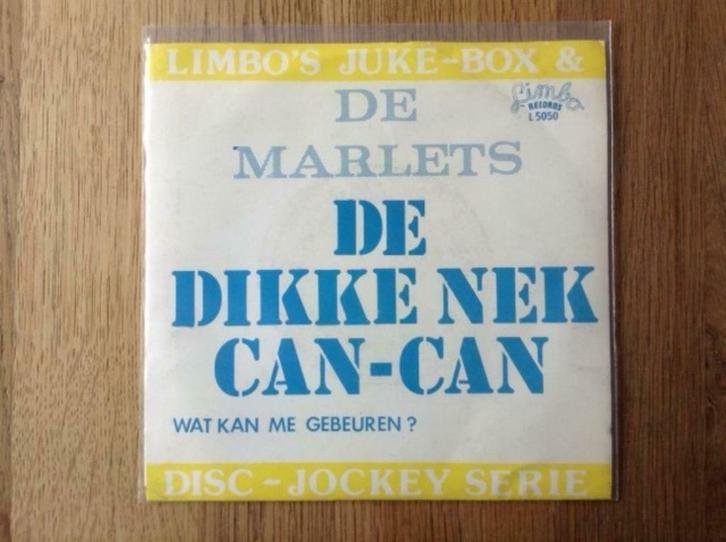 LIMBO'S JUKE-BOX &
Limbo
RECORDS
L 5050
DE
MARLETS
DE
DIKKE NEK
CAN-CAN
WAT KAN ME GEBEUREN?
DISC - JOCKEY SERIE